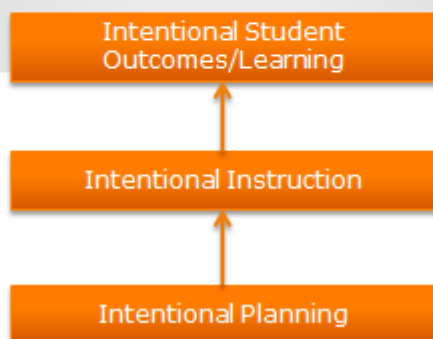 Intentional Student
Outcomes/Learning
Intentional Instruction
Intentional Planning